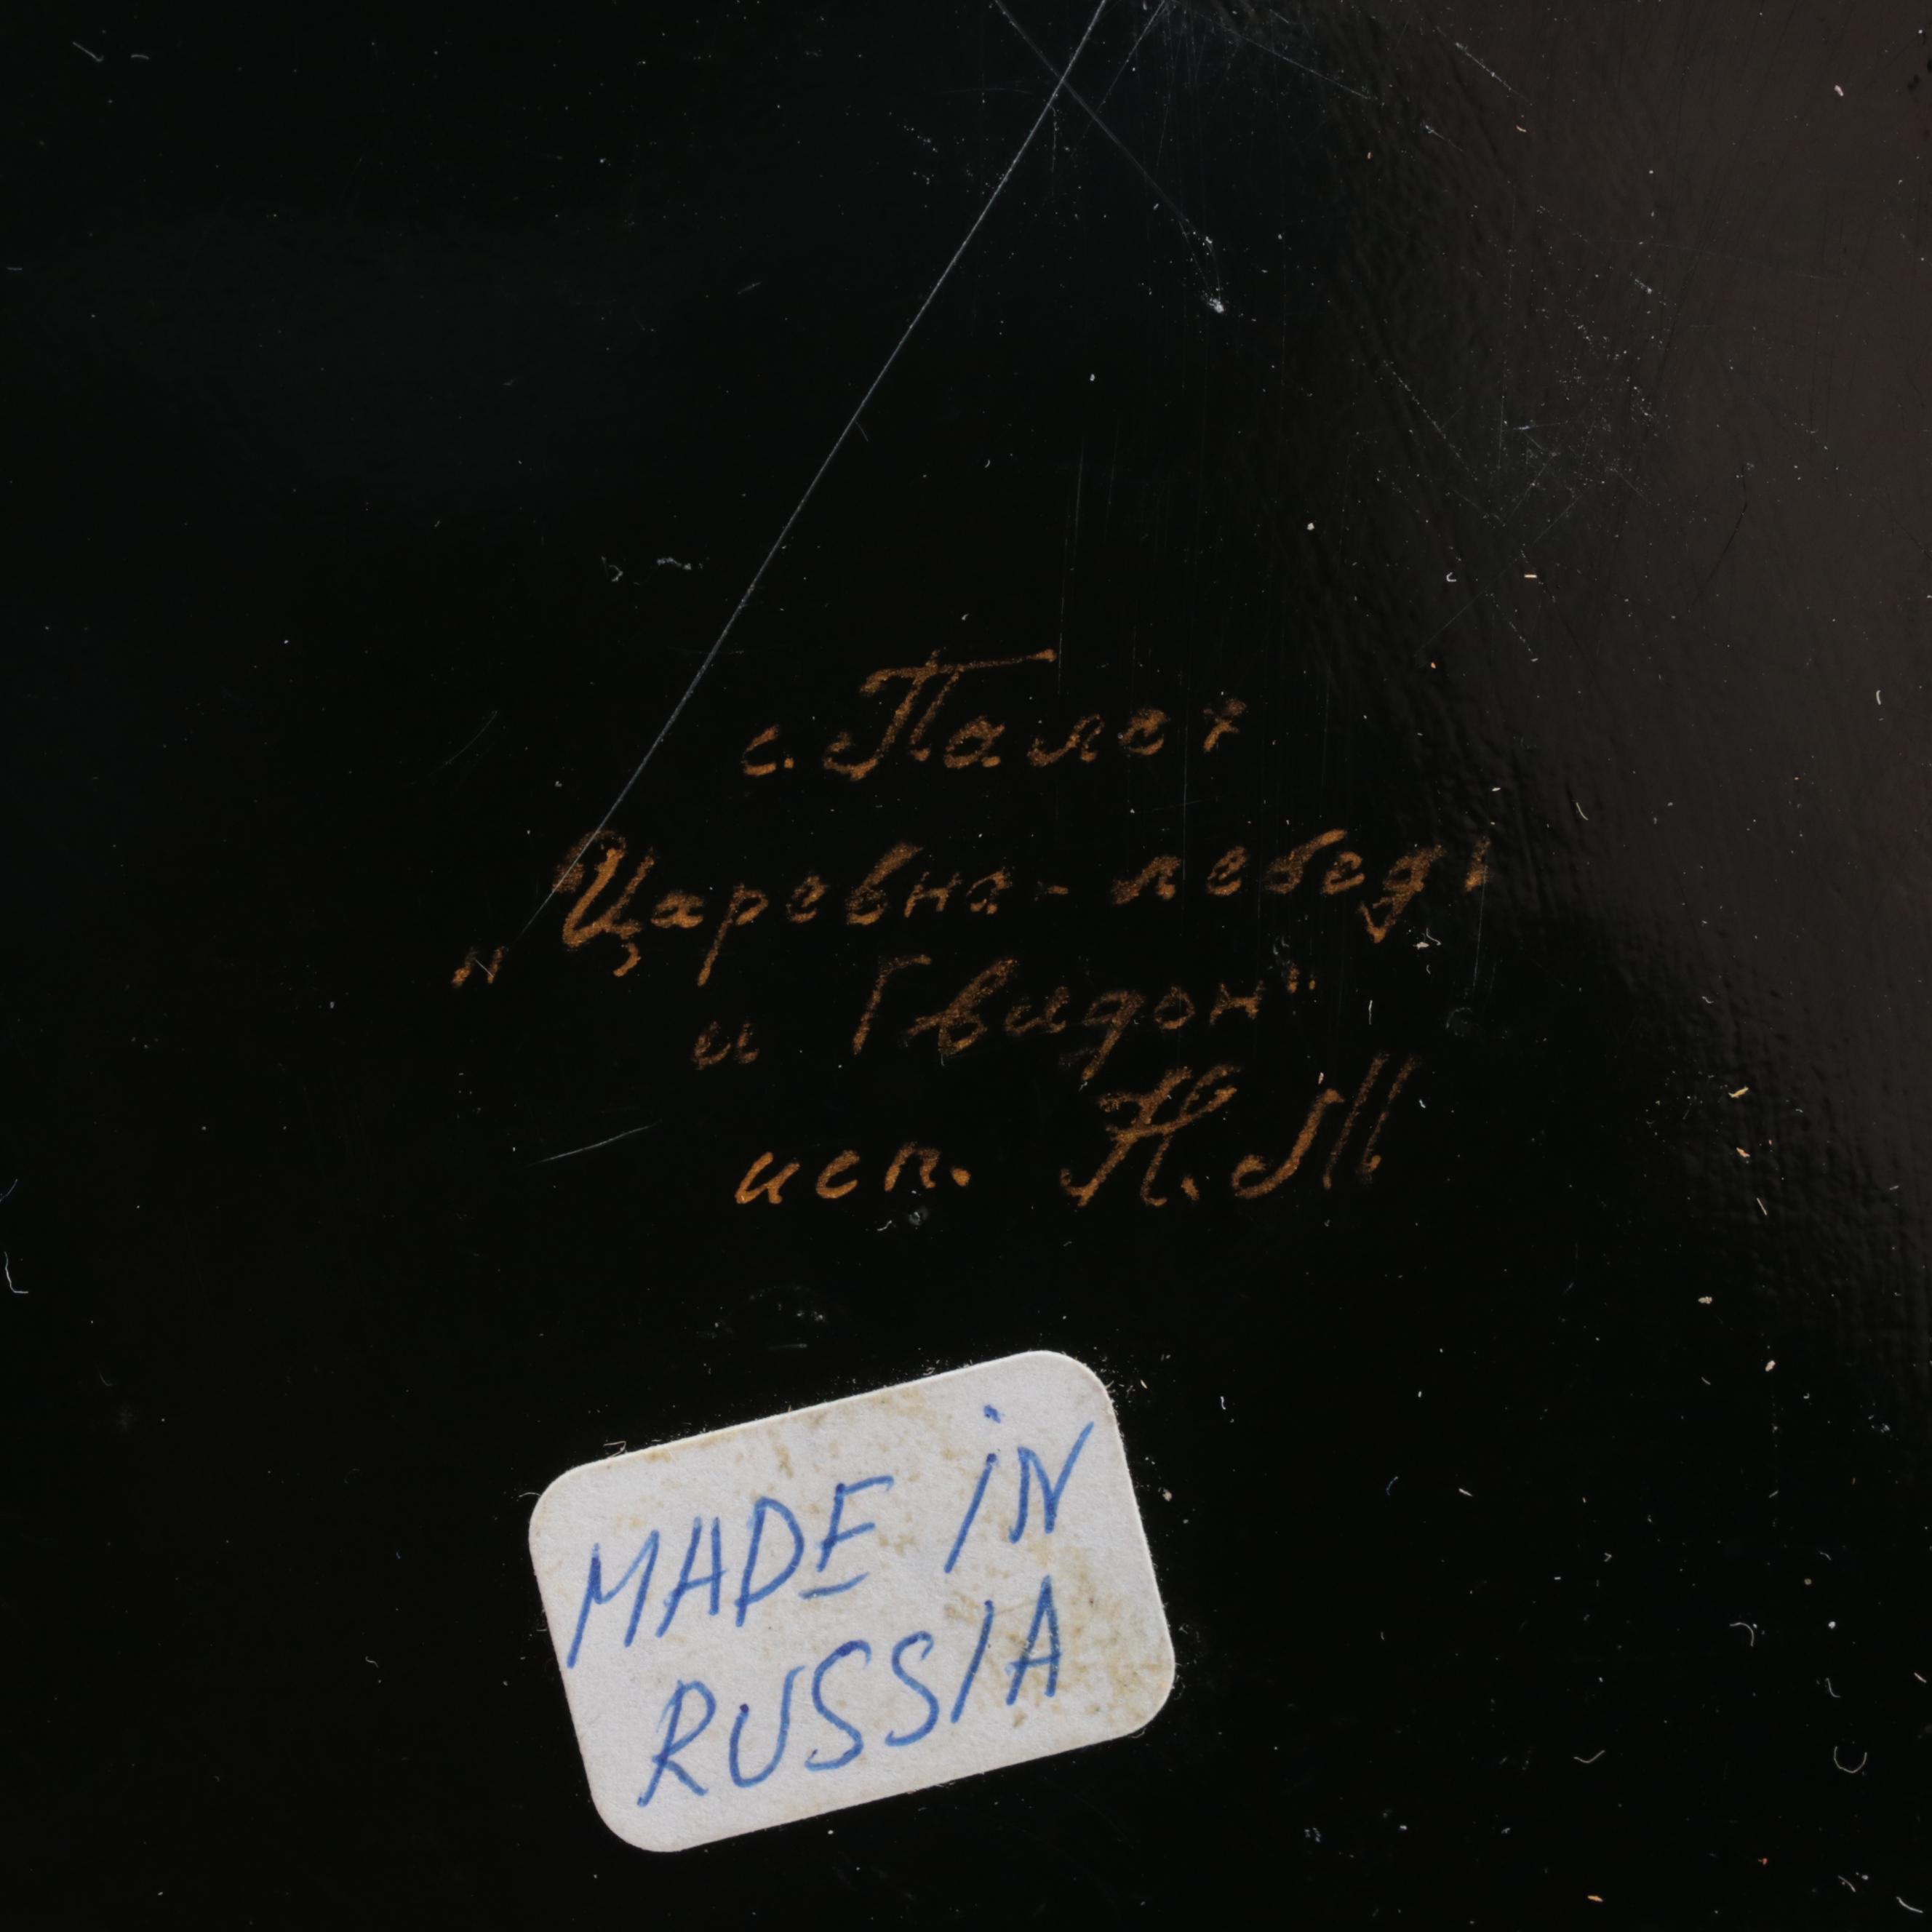 с. Палех
„Царевна-лебедь
и Гвидон“
исп. Н.М
MADE iN
RUSSIA